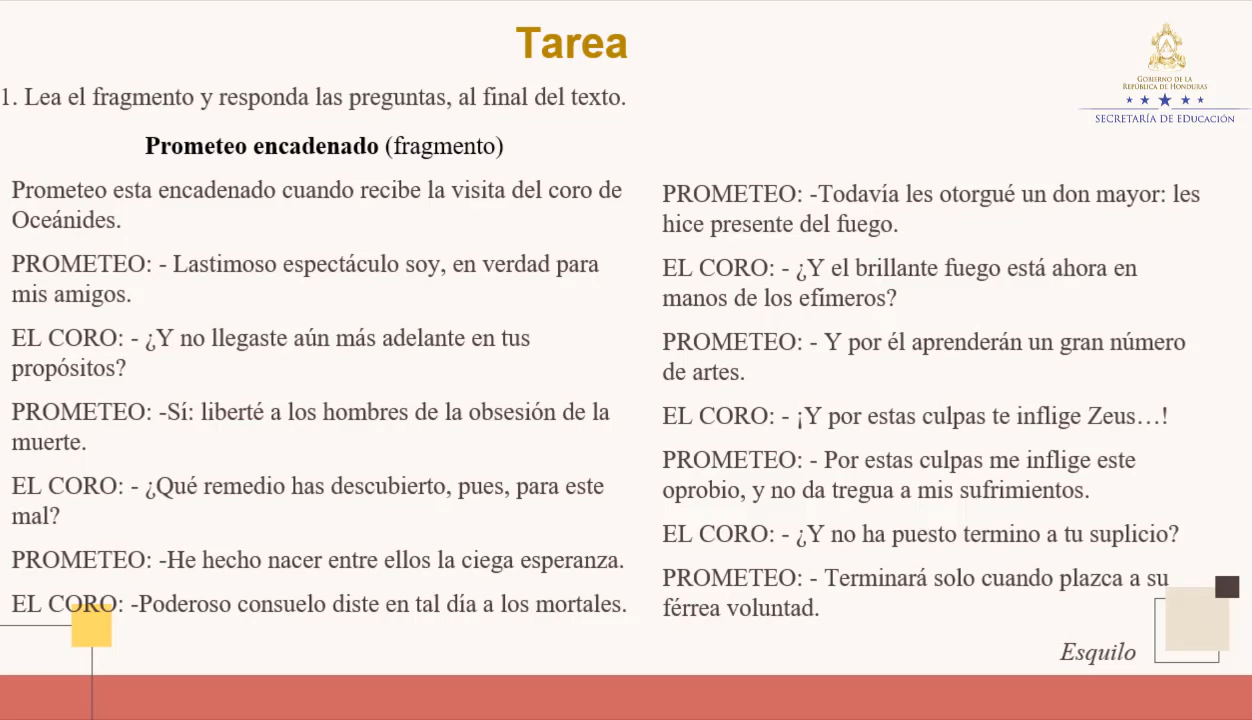 Tarea
GOBIERNO DE LA
REPÚBLICA DE HONDURAS
SECRETARÍA DE EDUCACIÓN
1. Lea el fragmento y responda las preguntas, al final del texto.
Prometeo encadenado (fragmento)
Prometeo esta encadenado cuando recibe la visita del coro de
Oceánides.
PROMETEO: - Lastimoso espectáculo soy, en verdad para
mis amigos.
EL CORO: - ¿Y no llegaste aún más adelante en tus
propósitos?
PROMETEO: -Sí: liberté a los hombres de la obsesión de la
muerte.
EL CORO: - ¿Qué remedio has descubierto, pues, para este
mal?
PROMETEO: -He hecho nacer entre ellos la ciega esperanza.
EL CORO: -Poderoso consuelo diste en tal día a los mortales.
PROMETEO: -Todavía les otorgué un don mayor: les
hice presente del fuego.
EL CORO: - ¿Y el brillante fuego está ahora en
manos de los efímeros?
PROMETEO: - Y por él aprenderán un gran número
de artes.
EL CORO: - ¡Y por estas culpas te inflige Zeus…!
PROMETEO: - Por estas culpas me inflige este
oprobio, y no da tregua a mis sufrimientos.
EL CORO: - ¿Y no ha puesto termino a tu suplicio?
PROMETEO: - Terminará solo cuando plazca a su
férrea voluntad.
Esquilo